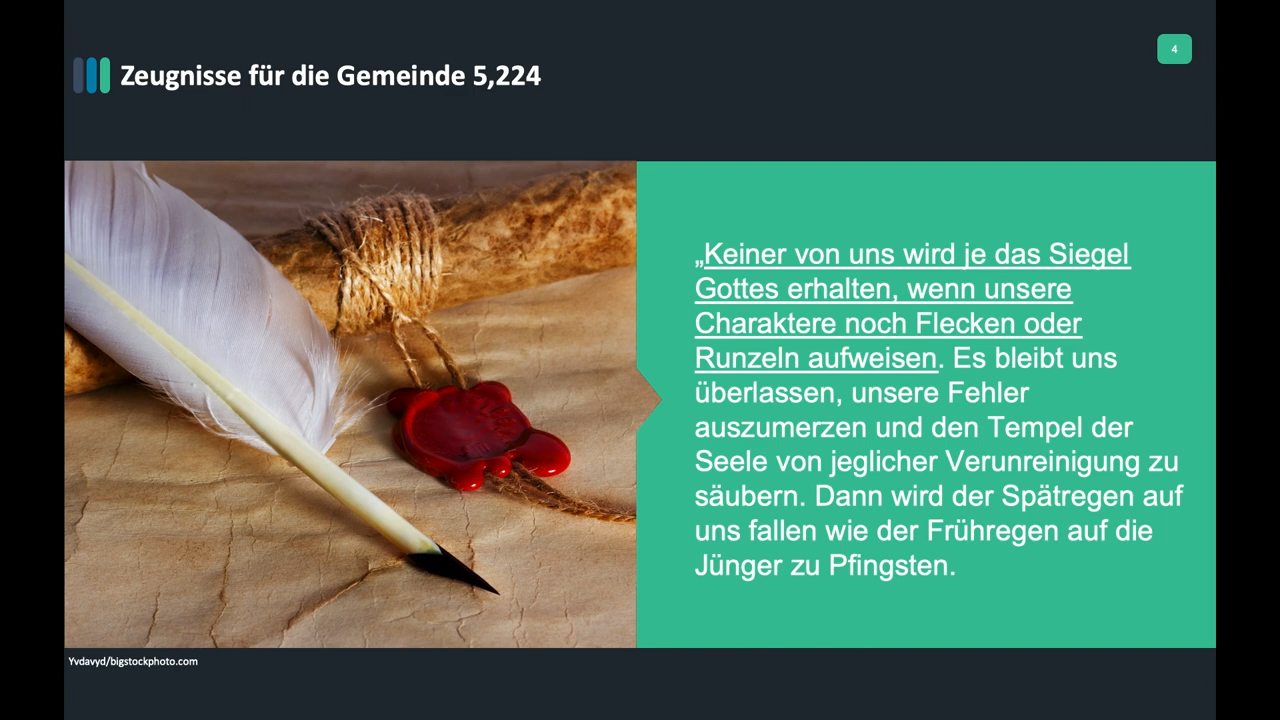 4
Zeugnisse für die Gemeinde 5,224
„Keiner von uns wird je das Siegel
Gottes erhalten, wenn unsere
Charaktere noch Flecken oder
Runzeln aufweisen. Es bleibt uns
überlassen, unsere Fehler
auszumerzen und den Tempel der
Seele von jeglicher Verunreinigung zu
säubern. Dann wird der Spätregen auf
uns fallen wie der Frühregen auf die
Jünger zu Pfingsten.
Yvdavyd/bigstockphoto.com